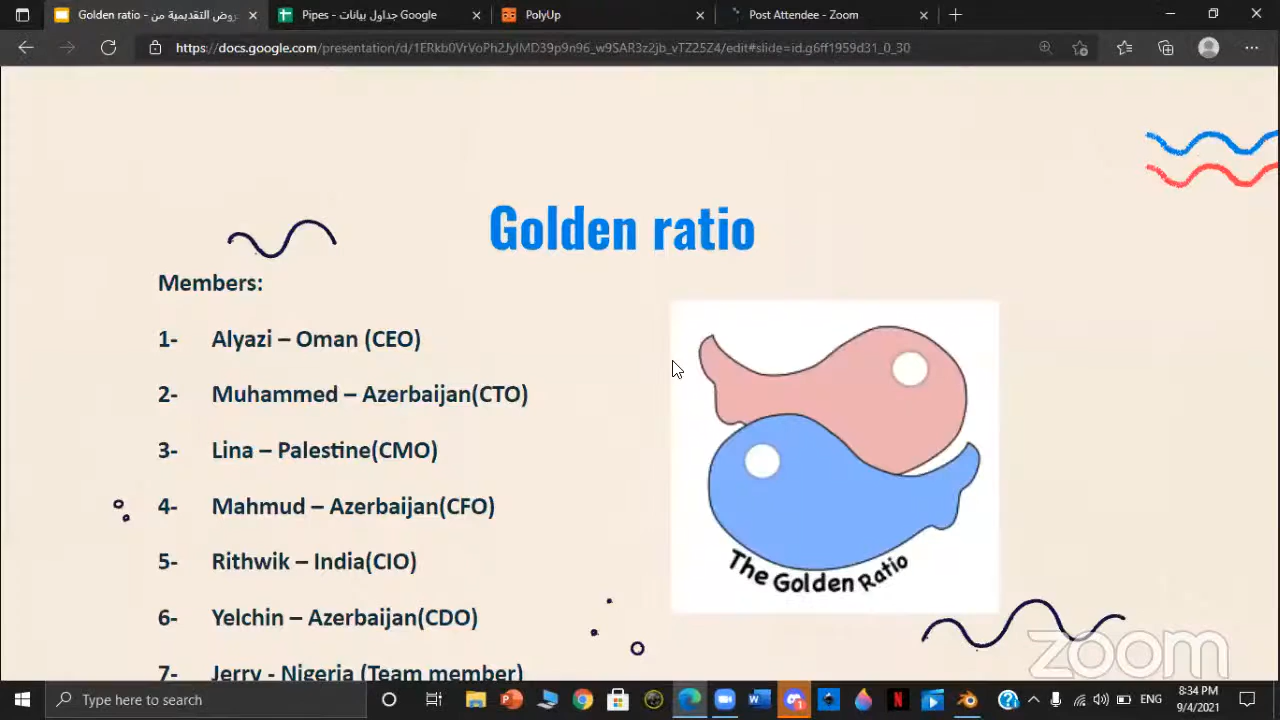 Golden ratio - العروض التقديمية من
Pipes - جداول بيانات Google
PolyUp
Post Attendee - Zoom
https://docs.google.com/presentation/d/1ERkb0VrVoPh2JyIMD39p9n96_w9SAR3z2jb_vTZ25Z4/edit#slide=id.g6ff1959d31_0_30
Golden ratio
Members:
1- Alyazi – Oman (CEO)
2- Muhammed – Azerbaijan(CTO)
3- Lina – Palestine(CMO)
4- Mahmud – Azerbaijan(CFO)
5- Rithwik – India(CIO)
6- Yelchin – Azerbaijan(CDO)
7- Jerry - Nigeria (Team member)
The Golden Ratio
zoom
Type here to search
ENG
8:34 PM
9/4/2021